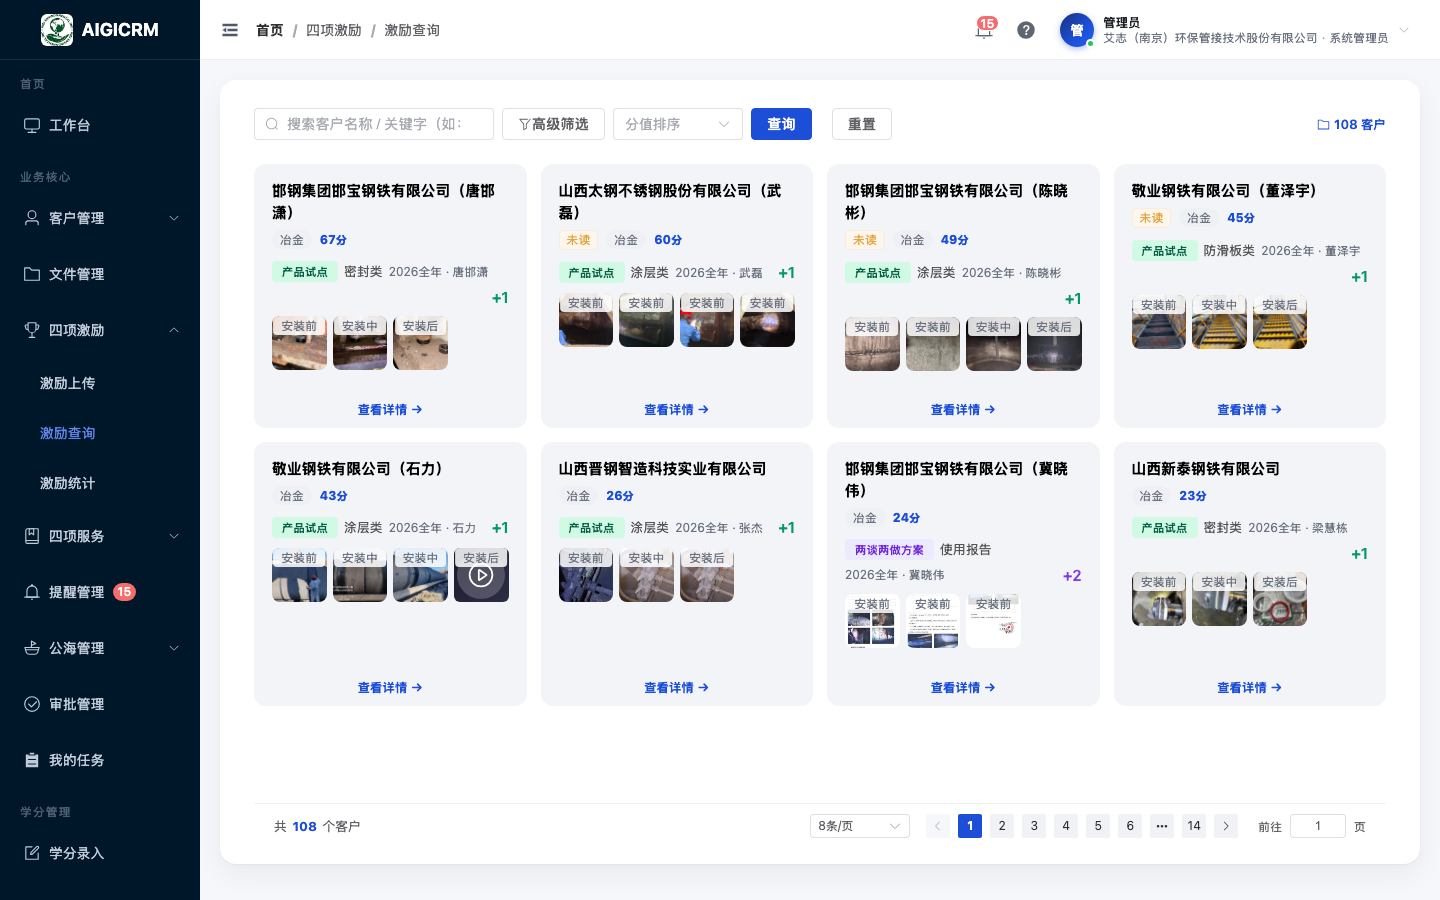 AIGICRM
首页
工作台
业务核心
客户管理
文件管理
四项激励
激励上传
激励查询
激励统计
四项服务
提醒管理 15
公海管理
审批管理
我的任务
学分管理
学分录入
首页 / 四项激励 / 激励查询
15
管
管理员
艾志（南京）环保管接技术股份有限公司 · 系统管理员
搜索客户名称 / 关键字（如：
高级筛选
分值排序
查询
重置
108 客户
邯钢集团邯宝钢铁有限公司（唐邯
潇）
冶金 67分
产品试点 密封类 2026全年 · 唐邯潇
+1
安装前 安装中 安装后
查看详情 →
山西太钢不锈钢股份有限公司（武
磊）
未读 冶金 60分
产品试点 涂层类 2026全年 · 武磊 +1
安装前 安装前 安装前 安装前
查看详情 →
邯钢集团邯宝钢铁有限公司（陈晓
彬）
未读 冶金 49分
产品试点 涂层类 2026全年 · 陈晓彬
+1
安装前 安装前 安装中 安装后
查看详情 →
敬业钢铁有限公司（董泽宇）
未读 冶金 45分
产品试点 防滑板类 2026全年 · 董泽宇
+1
安装前 安装中 安装后
查看详情 →
敬业钢铁有限公司（石力）
冶金 43分
产品试点 涂层类 2026全年 · 石力 +1
安装前 安装中 安装中 安装后
查看详情 →
山西晋钢智造科技实业有限公司
冶金 26分
产品试点 涂层类 2026全年 · 张杰 +1
安装前 安装中 安装后
查看详情 →
邯钢集团邯宝钢铁有限公司（冀晓
伟）
冶金 24分
两谈两做方案 使用报告
2026全年 · 冀晓伟 +2
安装前 安装前 安装前
查看详情 →
山西新泰钢铁有限公司
冶金 23分
产品试点 密封类 2026全年 · 梁慧栋
+1
安装前 安装中 安装后
查看详情 →
共 108 个客户
8条/页
1 2 3 4 5 6 ••• 14
前往 1 页